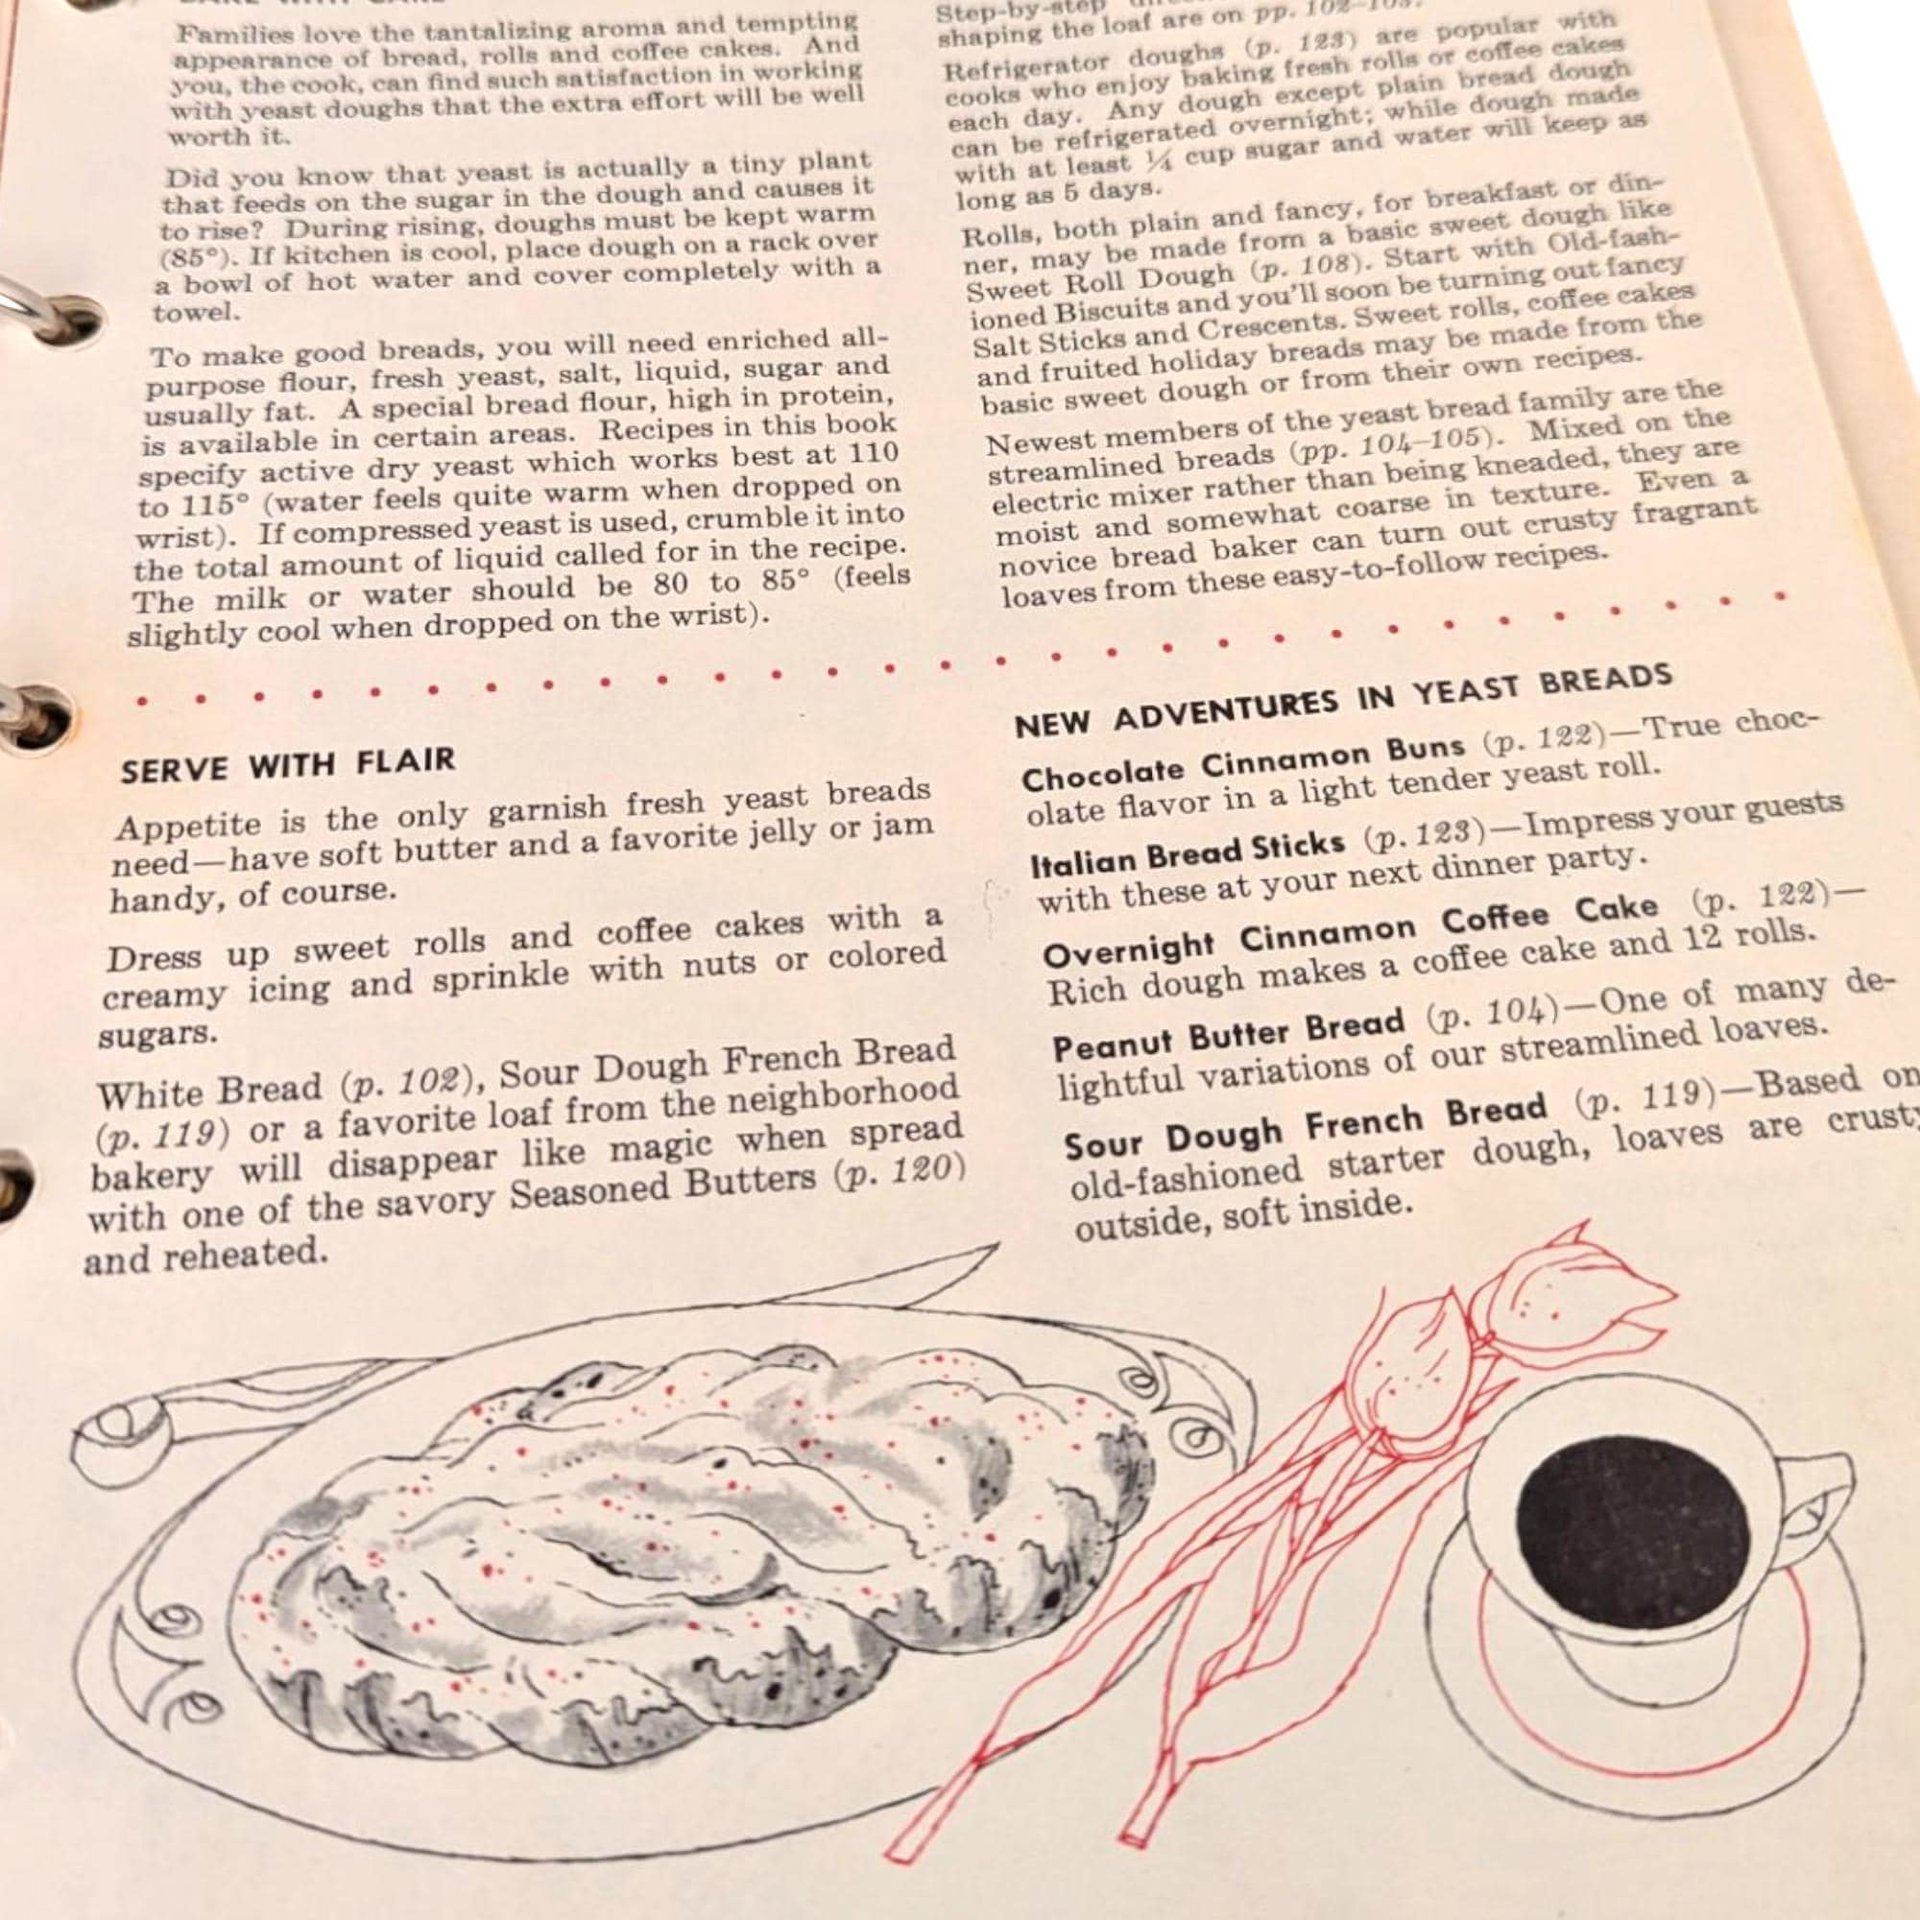 Families love the tantalizing aroma and tempting
appearance of bread, rolls and coffee cakes. And
you, the cook, can find such satisfaction in working
with yeast doughs that the extra effort will be well
worth it.
Did you know that yeast is actually a tiny plant
that feeds on the sugar in the dough and causes it
to rise? During rising, doughs must be kept warm
(85°). If kitchen is cool, place dough on a rack over
a bowl of hot water and cover completely with a
towel.
To make good breads, you will need enriched all-
purpose flour, fresh yeast, salt, liquid, sugar and
usually fat. A special bread flour, high in protein,
is available in certain areas. Recipes in this book
specify active dry yeast which works best at 110
to 115° (water feels quite warm when dropped on
wrist). If compressed yeast is used, crumble it into
the total amount of liquid called for in the recipe.
The milk or water should be 80 to 85° (feels
slightly cool when dropped on the wrist).
Step-by-step
shaping the loaf are on pp. 102–103.
Refrigerator doughs (p. 123) are popular with
cooks who enjoy baking fresh rolls or coffee cakes
each day. Any dough except plain bread dough
can be refrigerated overnight; while dough made
with at least ¼ cup sugar and water will keep as
long as 5 days.
Rolls, both plain and fancy, for breakfast or din-
ner, may be made from a basic sweet dough like
Sweet Roll Dough (p. 108). Start with Old-fash-
ioned Biscuits and you'll soon be turning out fancy
Salt Sticks and Crescents. Sweet rolls, coffee cakes
and fruited holiday breads may be made from the
basic sweet dough or from their own recipes.
Newest members of the yeast bread family are the
streamlined breads (pp. 104–105). Mixed on the
electric mixer rather than being kneaded, they are
moist and somewhat coarse in texture. Even a
novice bread baker can turn out crusty fragrant
loaves from these easy-to-follow recipes.
SERVE WITH FLAIR
Appetite is the only garnish fresh yeast breads
need—have soft butter and a favorite jelly or jam
handy, of course.
Dress up sweet rolls and coffee cakes with a
creamy icing and sprinkle with nuts or colored
sugars.
White Bread (p. 102), Sour Dough French Bread
(p. 119) or a favorite loaf from the neighborhood
bakery will disappear like magic when spread
with one of the savory Seasoned Butters (p. 120)
and reheated.
NEW ADVENTURES IN YEAST BREADS
Chocolate Cinnamon Buns (p. 122)—True choc-
olate flavor in a light tender yeast roll.
Italian Bread Sticks (p. 123)—Impress your guests
with these at your next dinner party.
Overnight Cinnamon Coffee Cake (p. 122)—
Rich dough makes a coffee cake and 12 rolls.
Peanut Butter Bread (p. 104)—One of many de-
lightful variations of our streamlined loaves.
Sour Dough French Bread (p. 119)—Based on
old-fashioned starter dough, loaves are crusty
outside, soft inside.